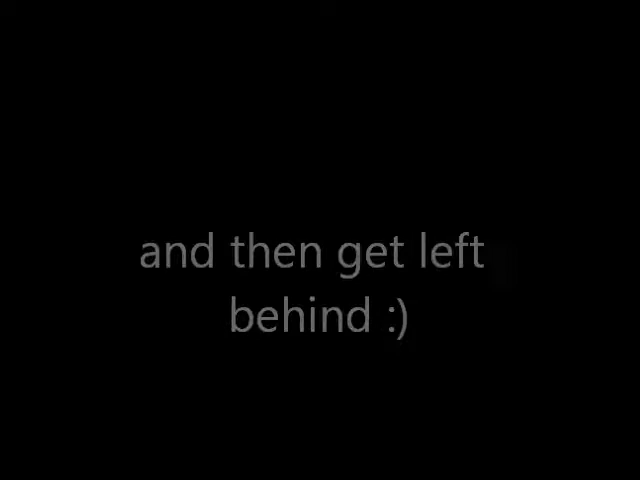 and then get left
behind :)